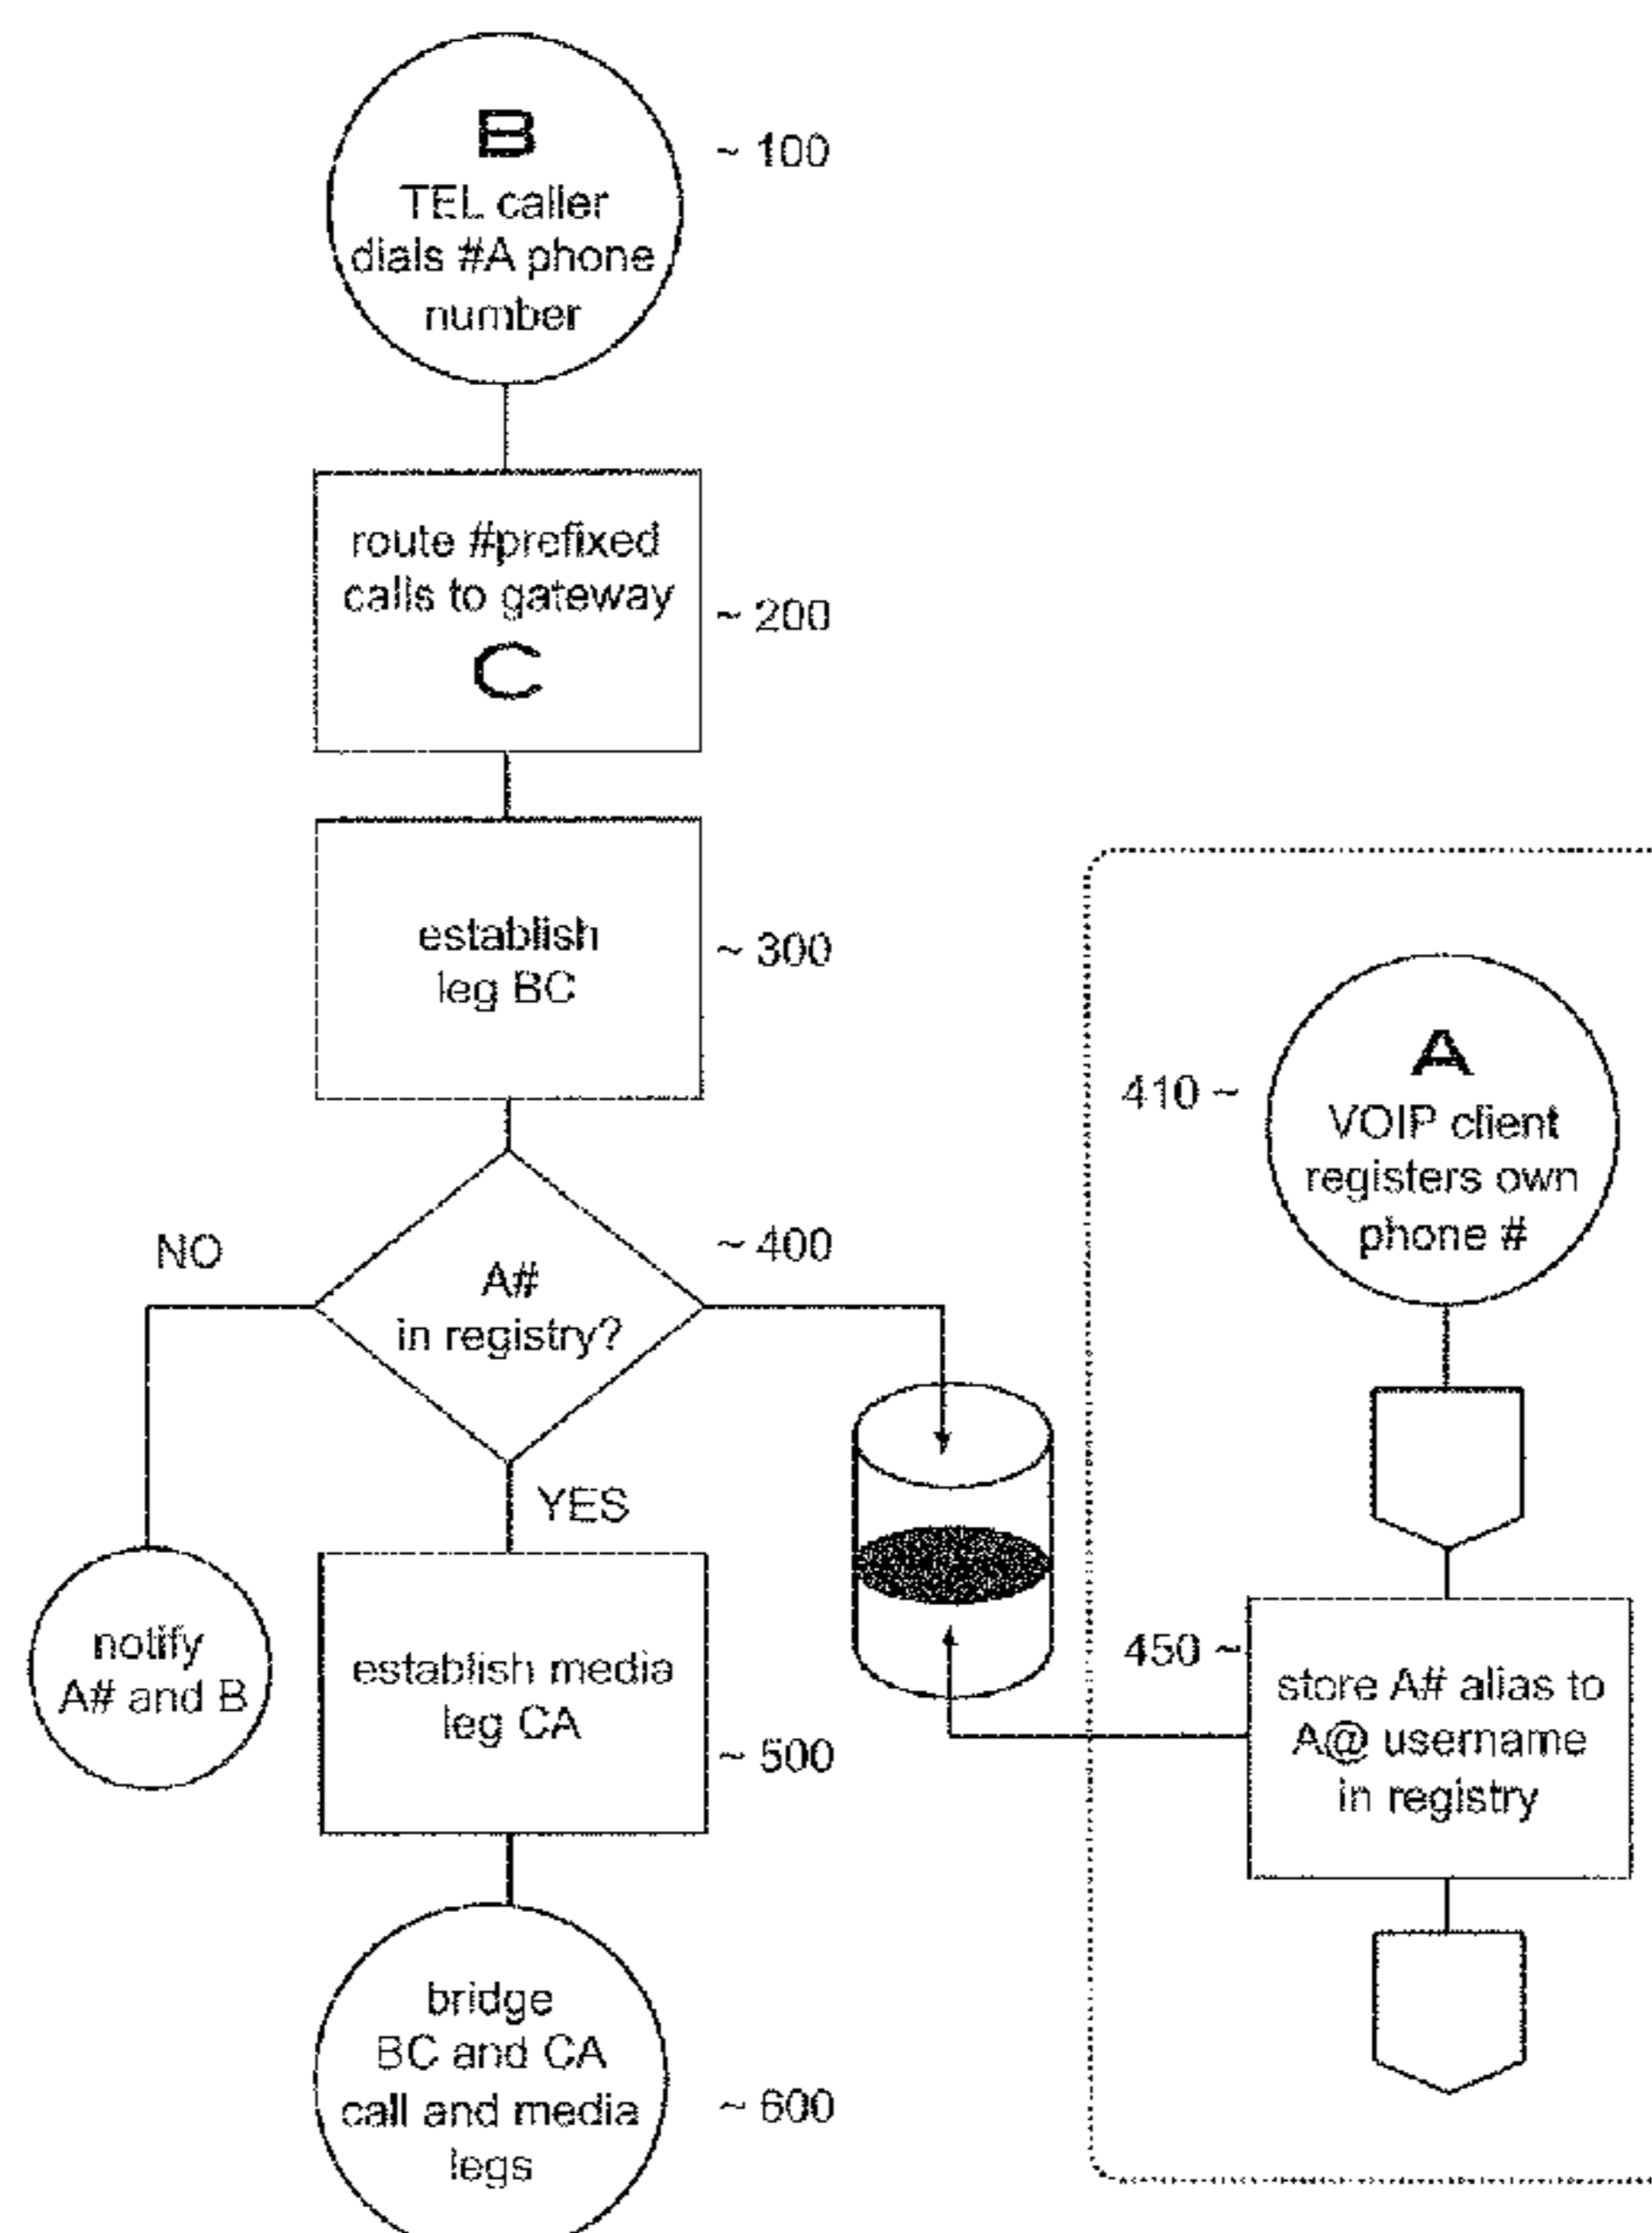 B
TEL caller
dials #A phone
number
~ 100
route #prefixed
calls to gateway
C
~ 200
establish
leg BC
~ 300
A#
in registry?
~ 400
NO
YES
notify
A# and B
establish media
leg CA
~ 500
bridge
BC and CA
call and media
legs
~ 600
410 ~
A
VOIP client
registers own
phone #
450 ~
store A# alias to
A@ username
in registry